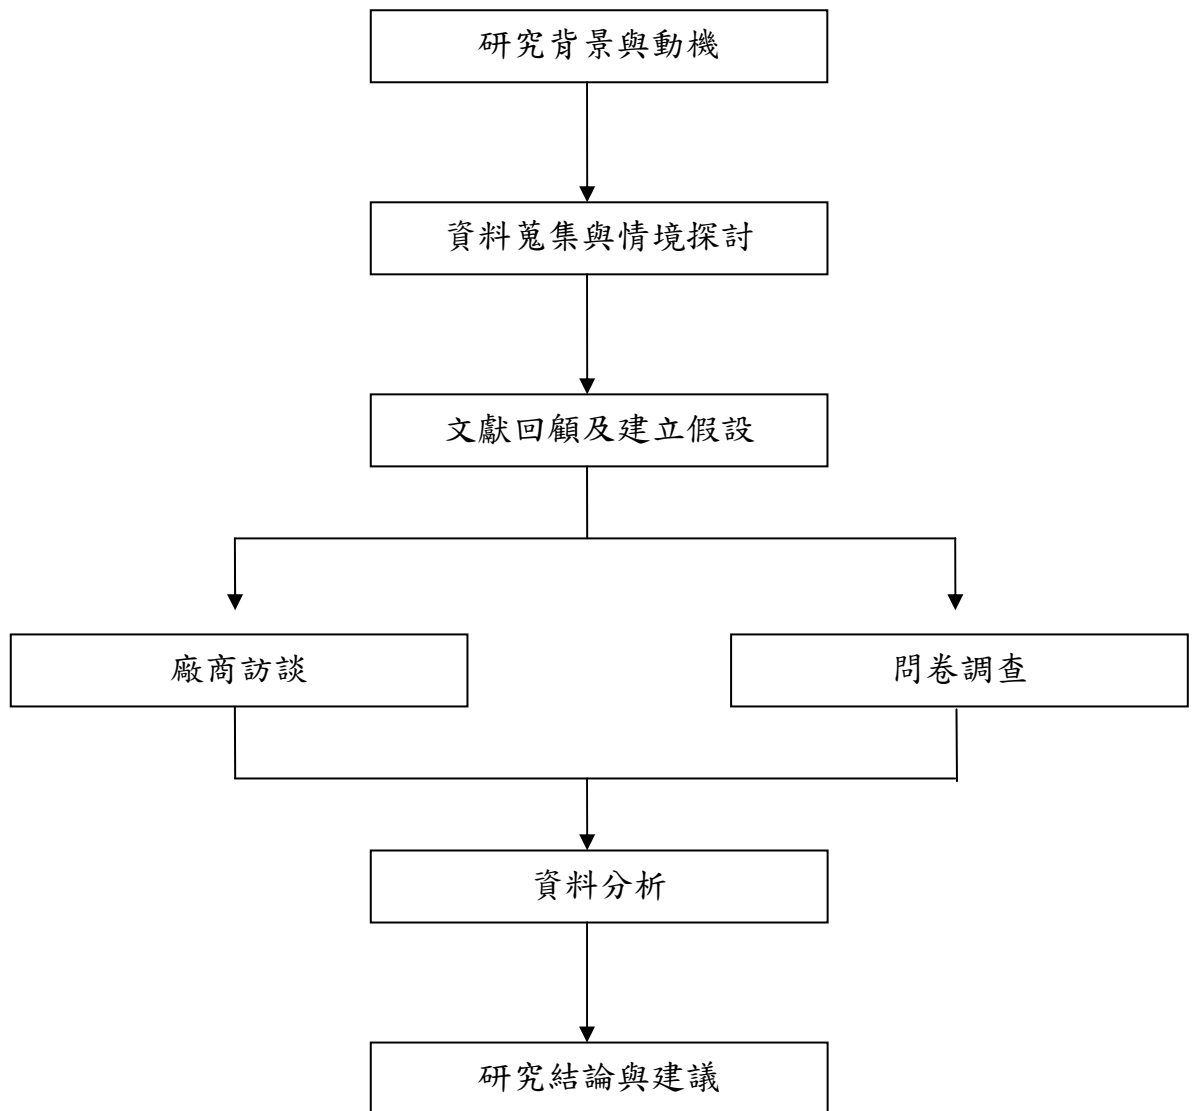 研究背景與動機
資料蒐集與情境探討
文獻回顧及建立假設
廠商訪談
問卷調查
資料分析
研究結論與建議